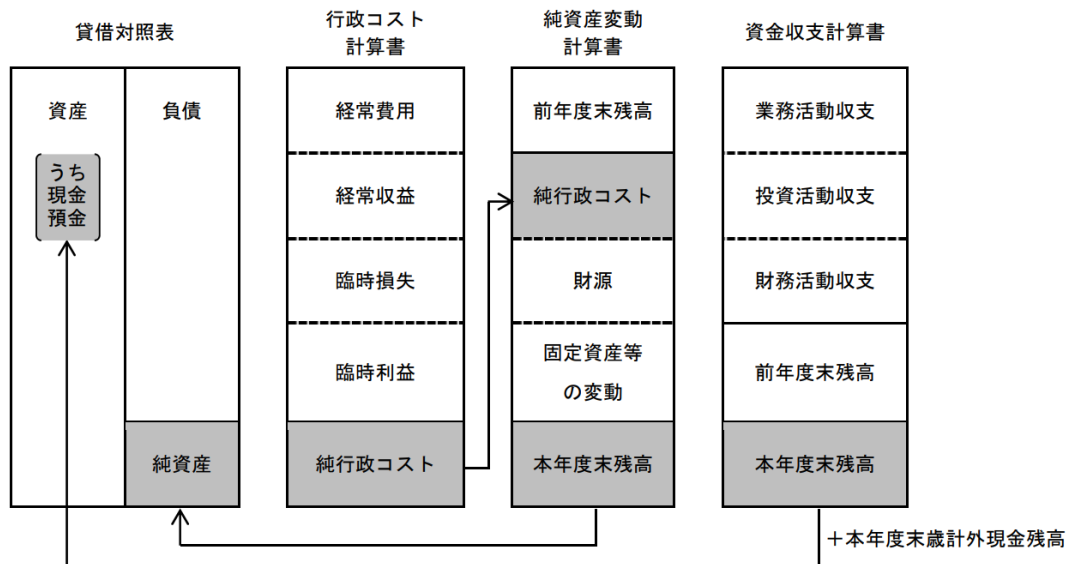 貸借対照表
資産
うち
現金
預金
負債
純資産
行政コスト
計算書
経常費用
経常収益
臨時損失
臨時利益
純行政コスト
純資産変動
計算書
前年度末残高
純行政コスト
財源
固定資産等
の変動
本年度末残高
資金収支計算書
業務活動収支
投資活動収支
財務活動収支
前年度末残高
本年度末残高
＋本年度末歳計外現金残高